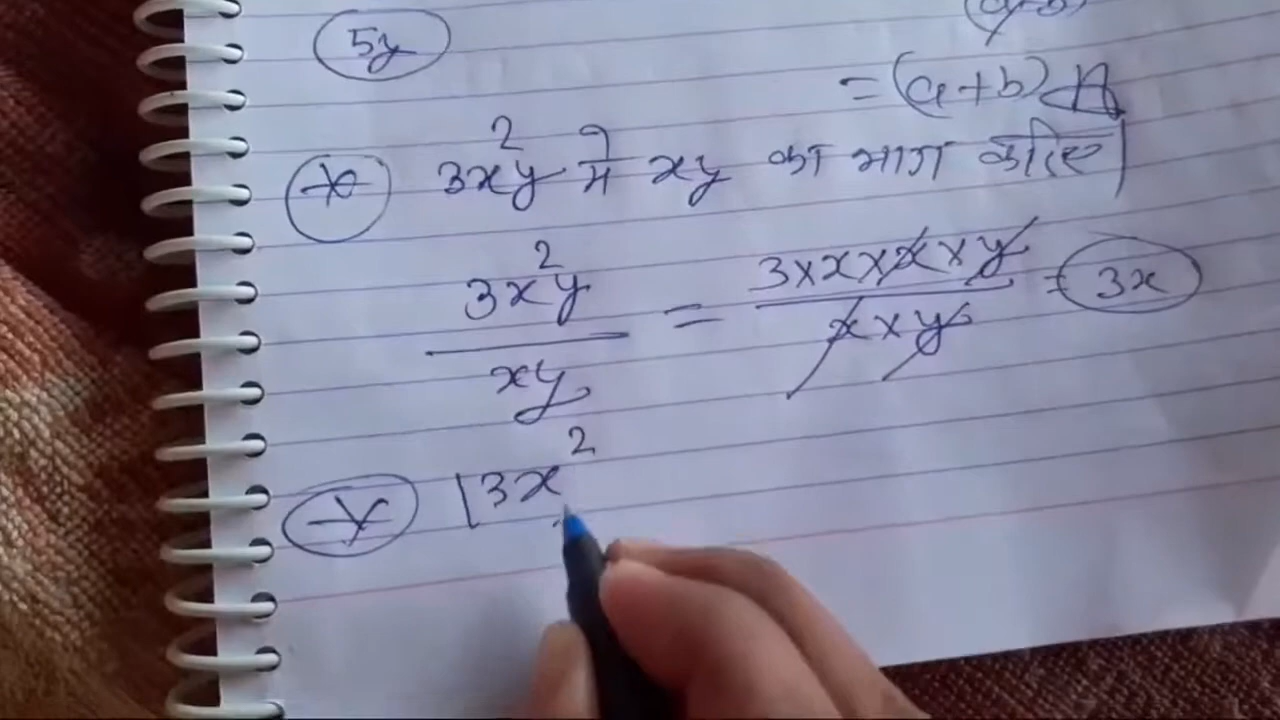 5y
= (a+b)
3x²y में xy का भाग दीजिए।
3x²y / xy = 3×x×x×y / x×y = 3x
13x²